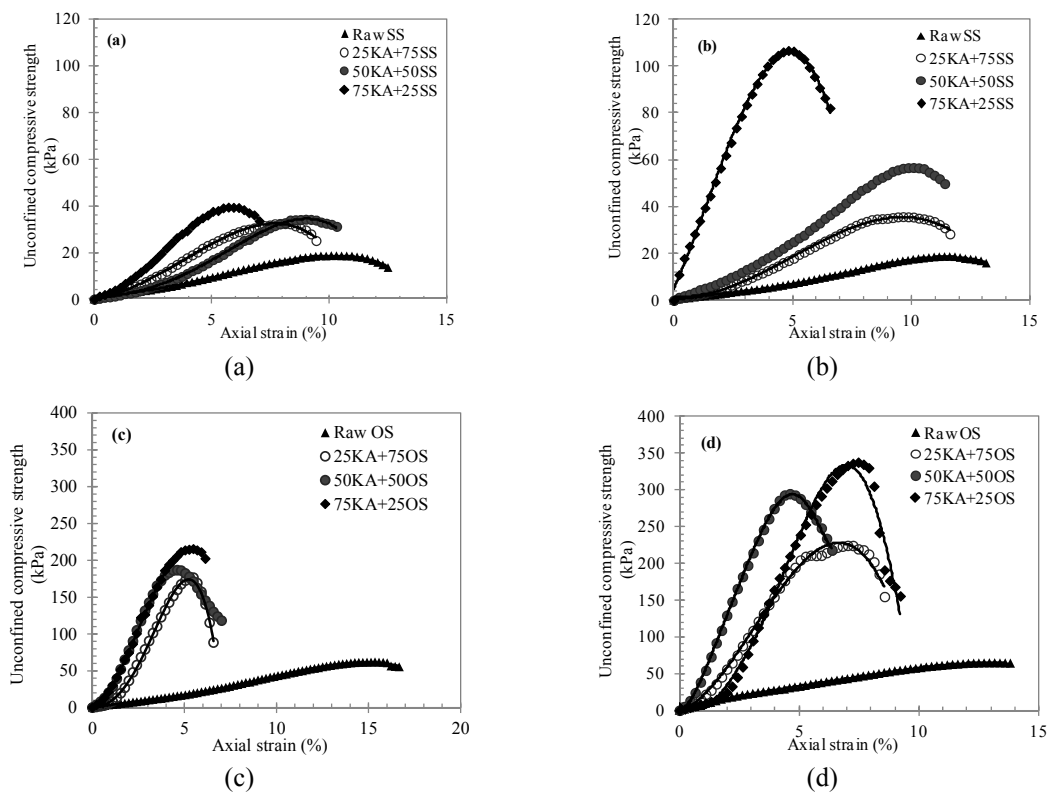 120
100
80
60
40
20
0
0 5 10 15
Unconfined compressive strength
(kPa)
Axial strain (%)
(a)
Raw SS
25KA+75SS
50KA+50SS
75KA+25SS
(a)
120
100
80
60
40
20
0
0 5 10 15
Unconfined compressive strength
(kPa)
Axial strain (%)
(b)
Raw SS
25KA+75SS
50KA+50SS
75KA+25SS
(b)
400
350
300
250
200
150
100
50
0
0 5 10 15 20
Unconfined compressive strength
(kPa)
Axial strain (%)
(c)
Raw OS
25KA+75OS
50KA+50OS
75KA+25OS
(c)
400
350
300
250
200
150
100
50
0
0 5 10 15
Unconfined compressive strength
(kPa)
Axial strain (%)
(d)
Raw OS
25KA+75OS
50KA+50OS
75KA+25OS
(d)